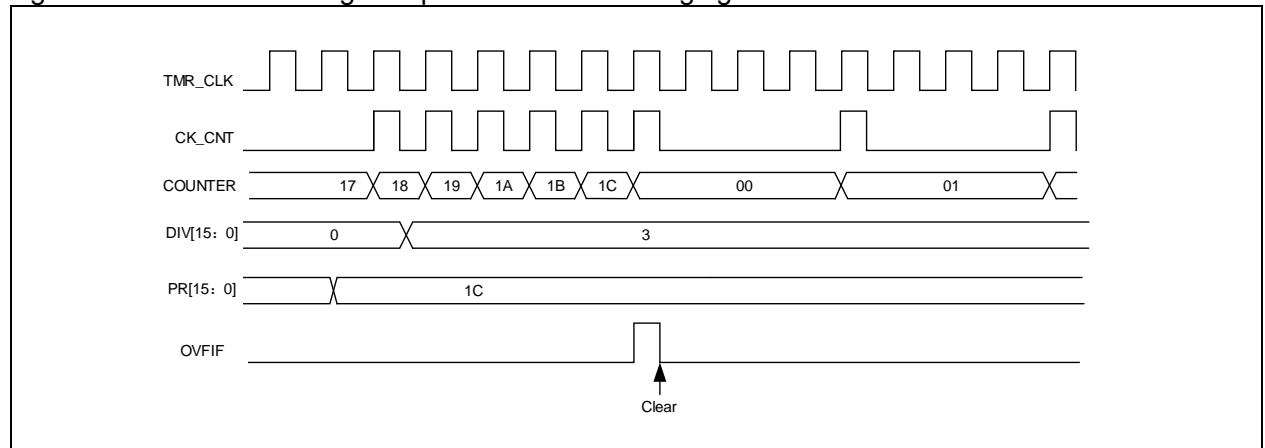 TMR_CLK
CK_CNT
COUNTER 17 18 19 1A 1B 1C 00 01
DIV[15：0] 0 3
PR[15：0] 1C
OVFIF
Clear